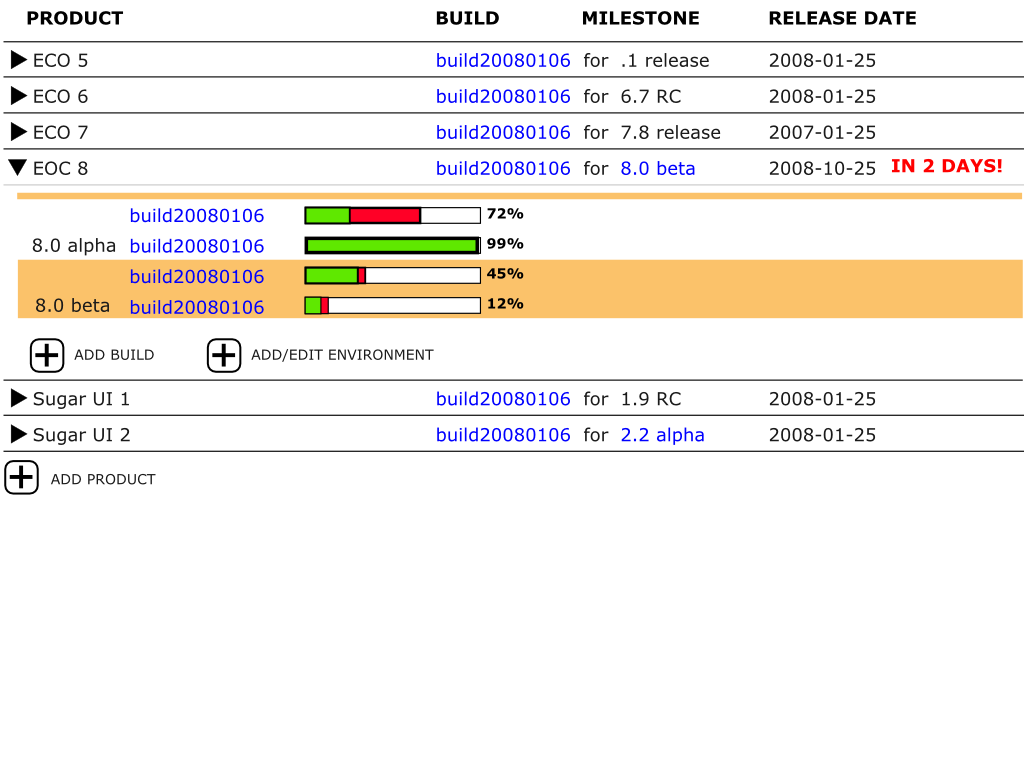 PRODUCT BUILD MILESTONE RELEASE DATE
ECO 5 build20080106 for .1 release 2008-01-25
ECO 6 build20080106 for 6.7 RC 2008-01-25
ECO 7 build20080106 for 7.8 release 2007-01-25
EOC 8 build20080106 for 8.0 beta 2008-10-25 IN 2 DAYS!
build20080106 72%
8.0 alpha build20080106 99%
build20080106 45%
8.0 beta build20080106 12%
ADD BUILD ADD/EDIT ENVIRONMENT
Sugar UI 1 build20080106 for 1.9 RC 2008-01-25
Sugar UI 2 build20080106 for 2.2 alpha 2008-01-25
ADD PRODUCT